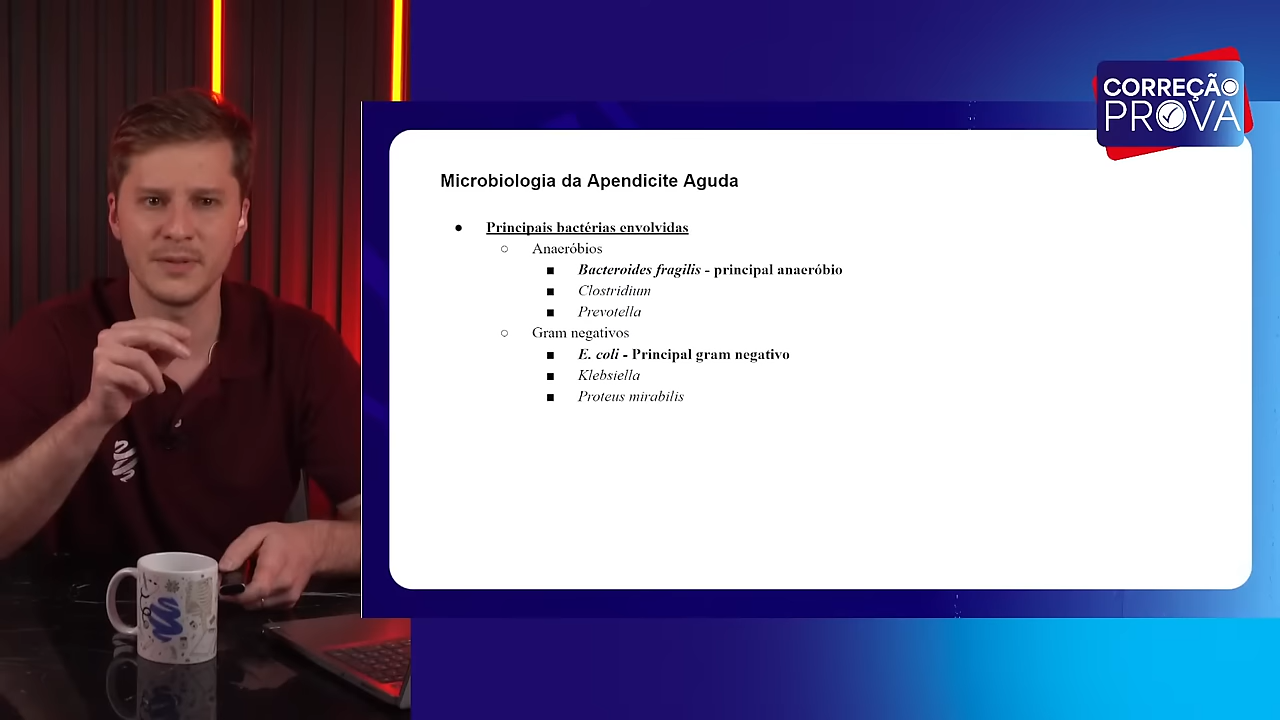 CORREÇÃO
PROVA
Microbiologia da Apendicite Aguda
Principais bactérias envolvidas
Anaeróbios
Bacteroides fragilis - principal anaeróbio
Clostridium
Prevotella
Gram negativos
E. coli - Principal gram negativo
Klebsiella
Proteus mirabilis